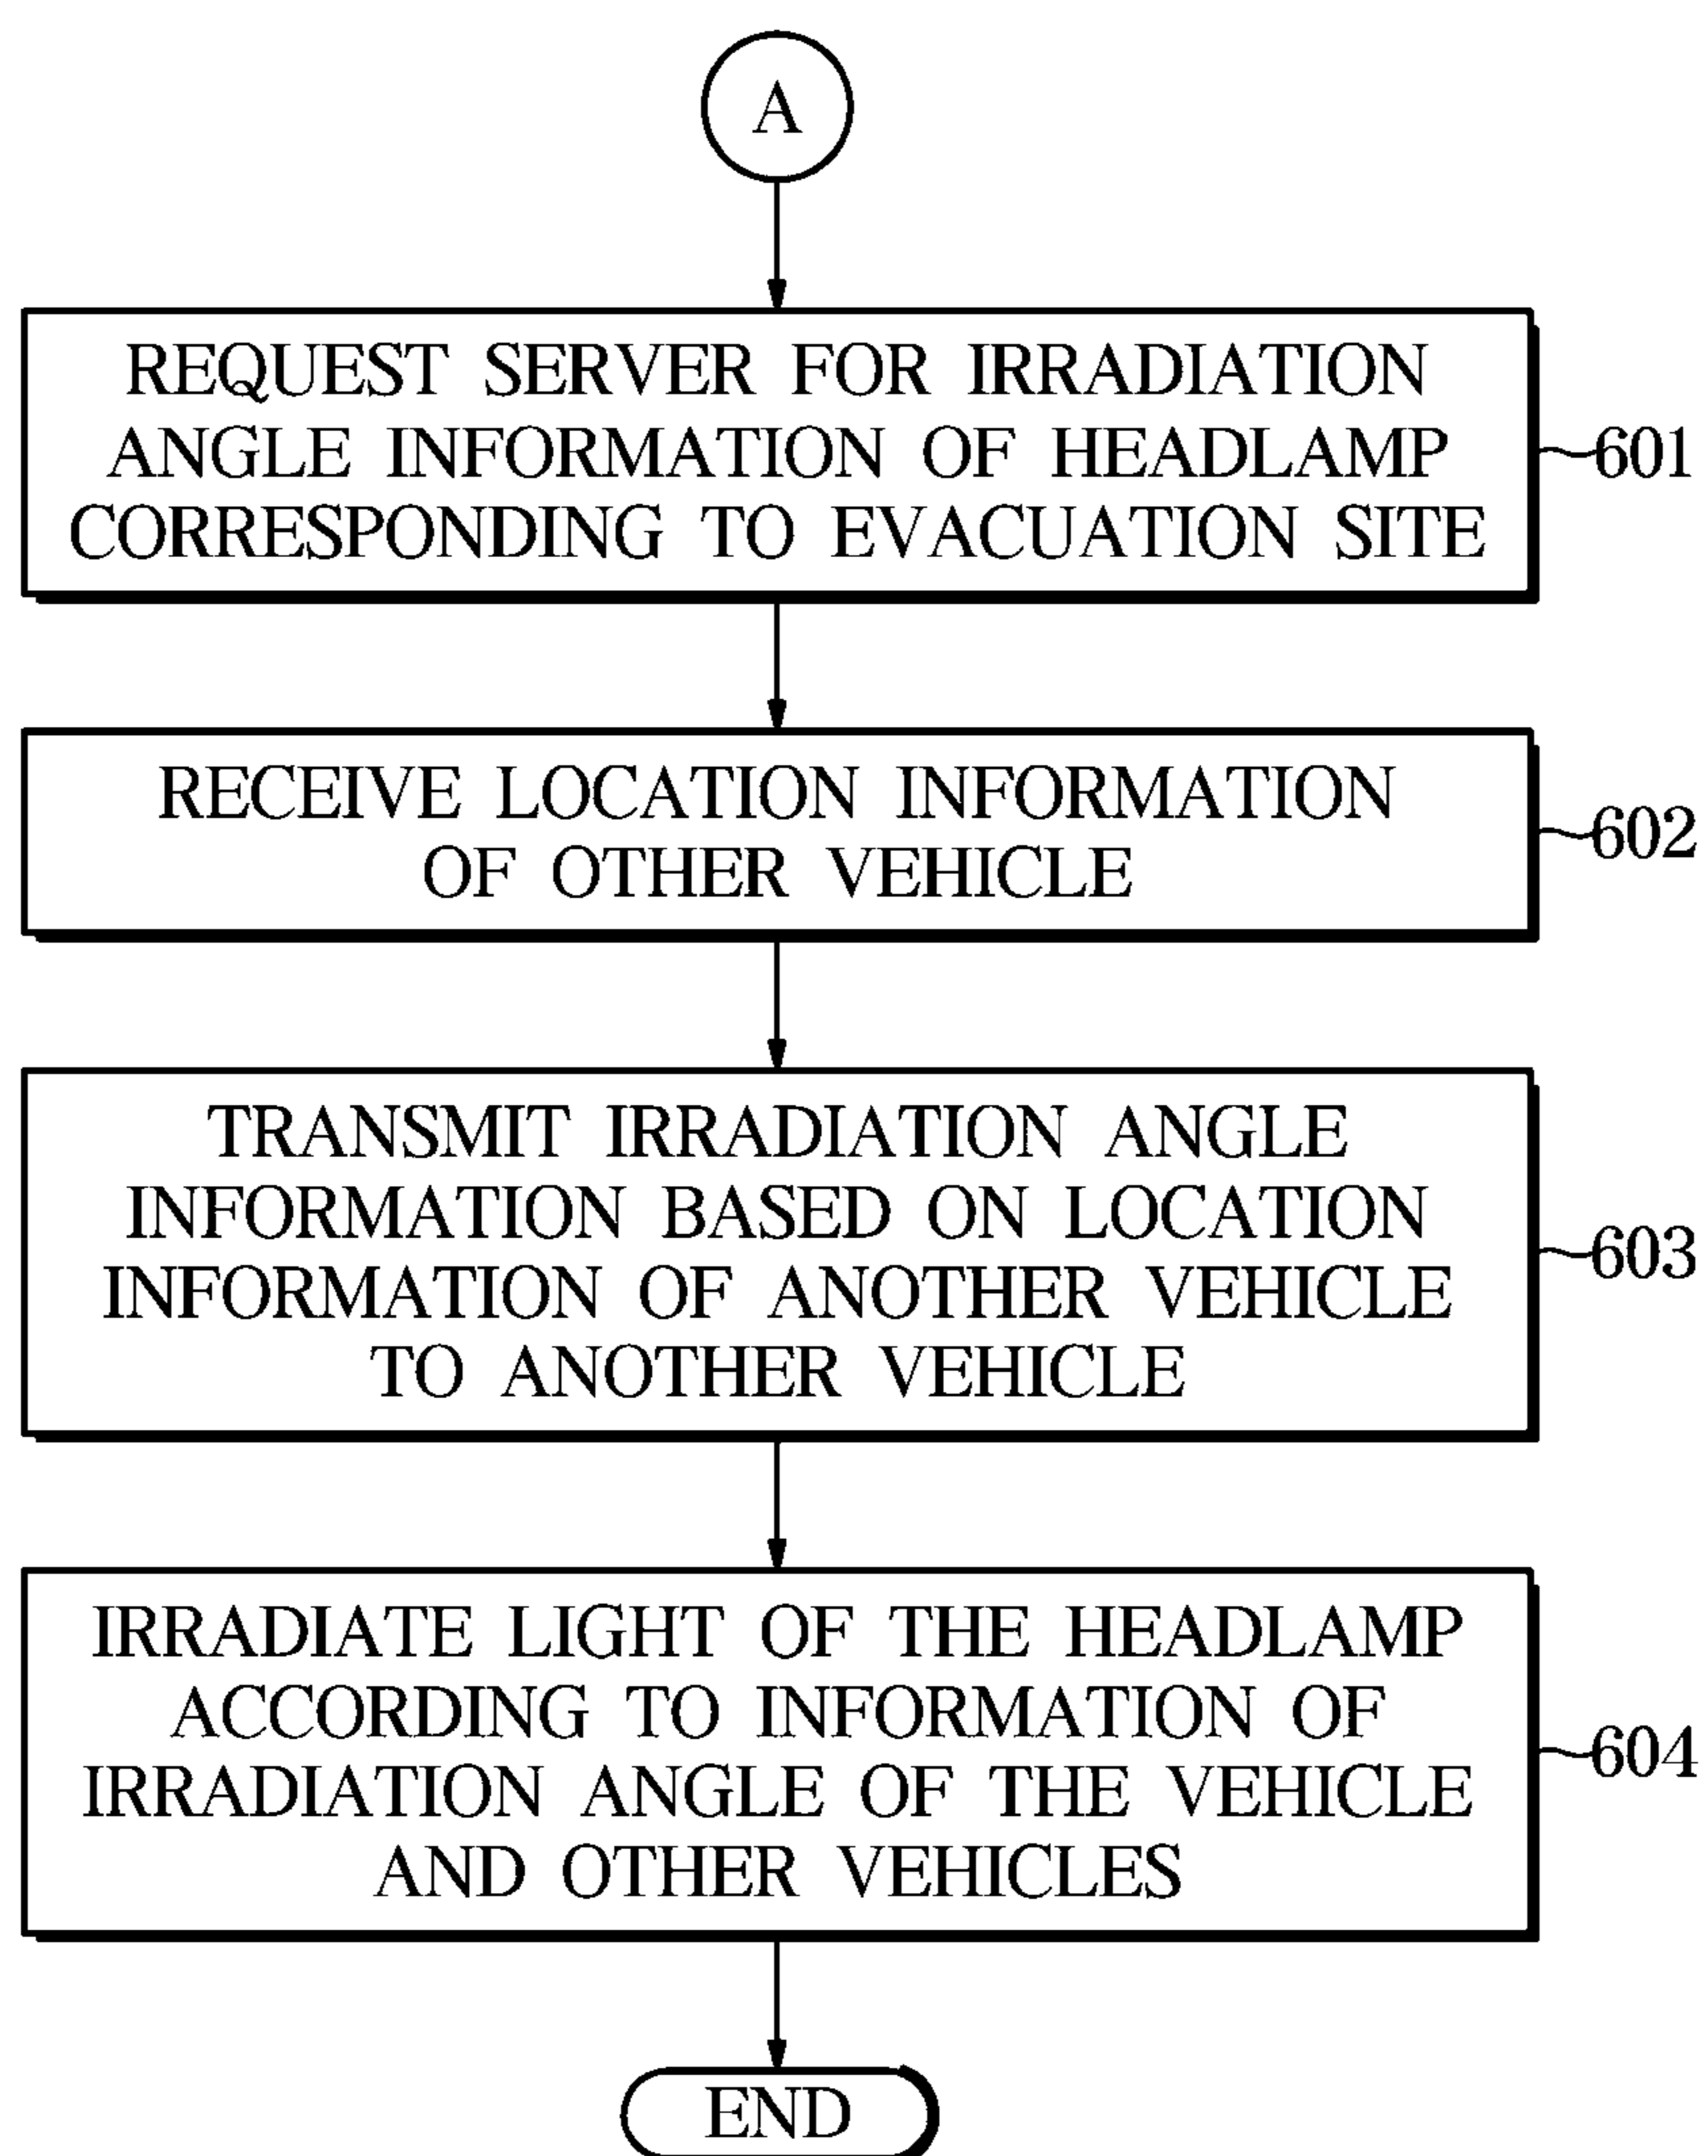 A
REQUEST SERVER FOR IRRADIATION
ANGLE INFORMATION OF HEADLAMP
CORRESPONDING TO EVACUATION SITE
601
RECEIVE LOCATION INFORMATION
OF OTHER VEHICLE
602
TRANSMIT IRRADIATION ANGLE
INFORMATION BASED ON LOCATION
INFORMATION OF ANOTHER VEHICLE
TO ANOTHER VEHICLE
603
IRRADIATE LIGHT OF THE HEADLAMP
ACCORDING TO INFORMATION OF
IRRADIATION ANGLE OF THE VEHICLE
AND OTHER VEHICLES
604
END